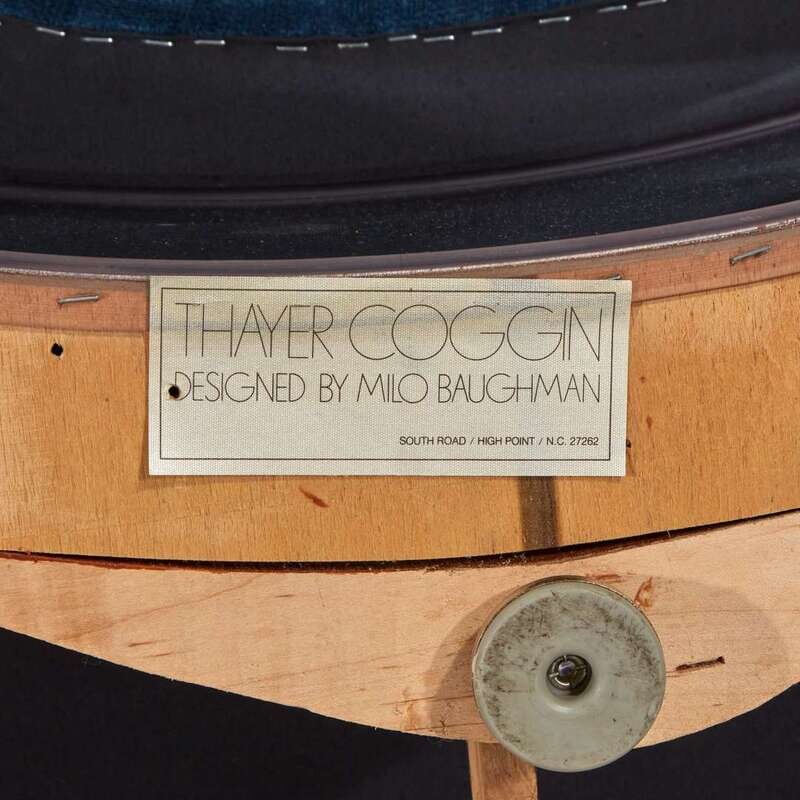 THAYER COGGIN
DESIGNED BY MILO BAUGHMAN
SOUTH ROAD / HIGH POINT / N.C. 27262